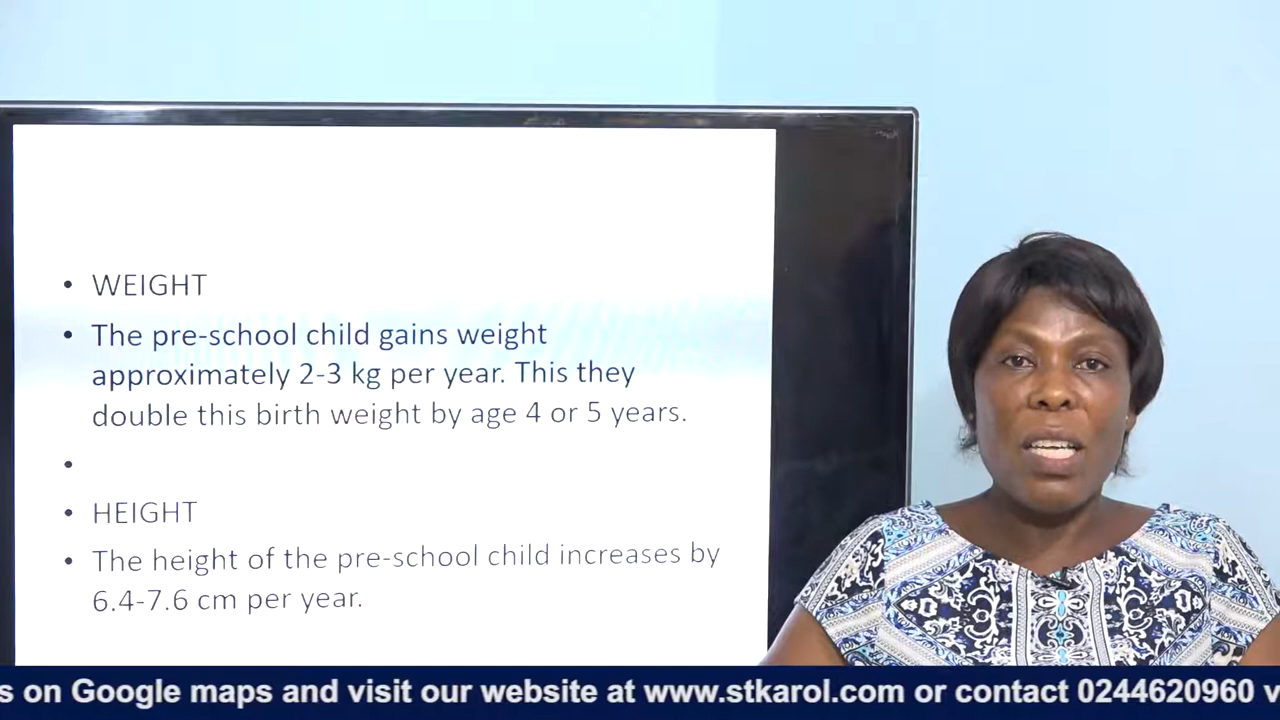 • WEIGHT
• The pre-school child gains weight
approximately 2-3 kg per year. This they
double this birth weight by age 4 or 5 years.
•
• HEIGHT
• The height of the pre-school child increases by
6.4-7.6 cm per year.
s on Google maps and visit our website at www.stkarol.com or contact 0244620960 v